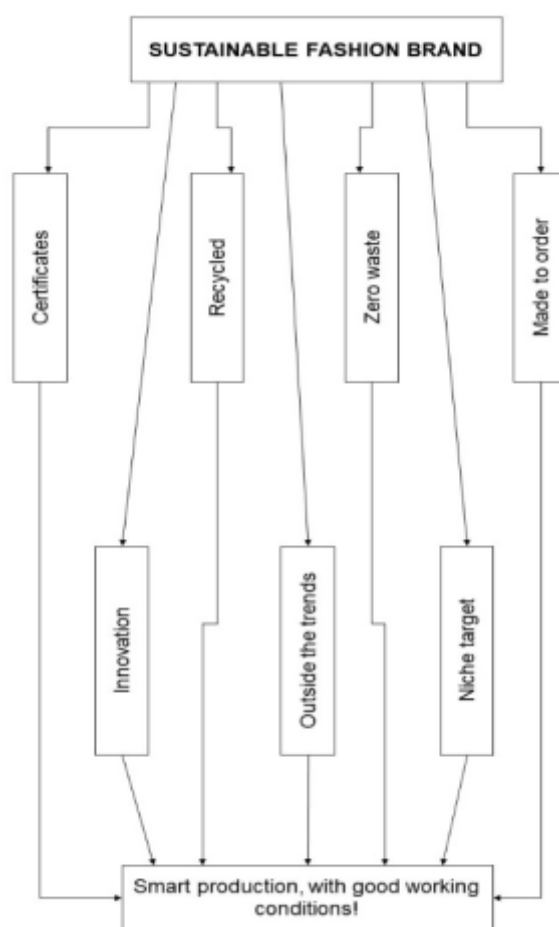 SUSTAINABLE FASHION BRAND
Certificates
Recycled
Zero waste
Made to order
Innovation
Outside the trends
Niche target
Smart production, with good working
conditions!